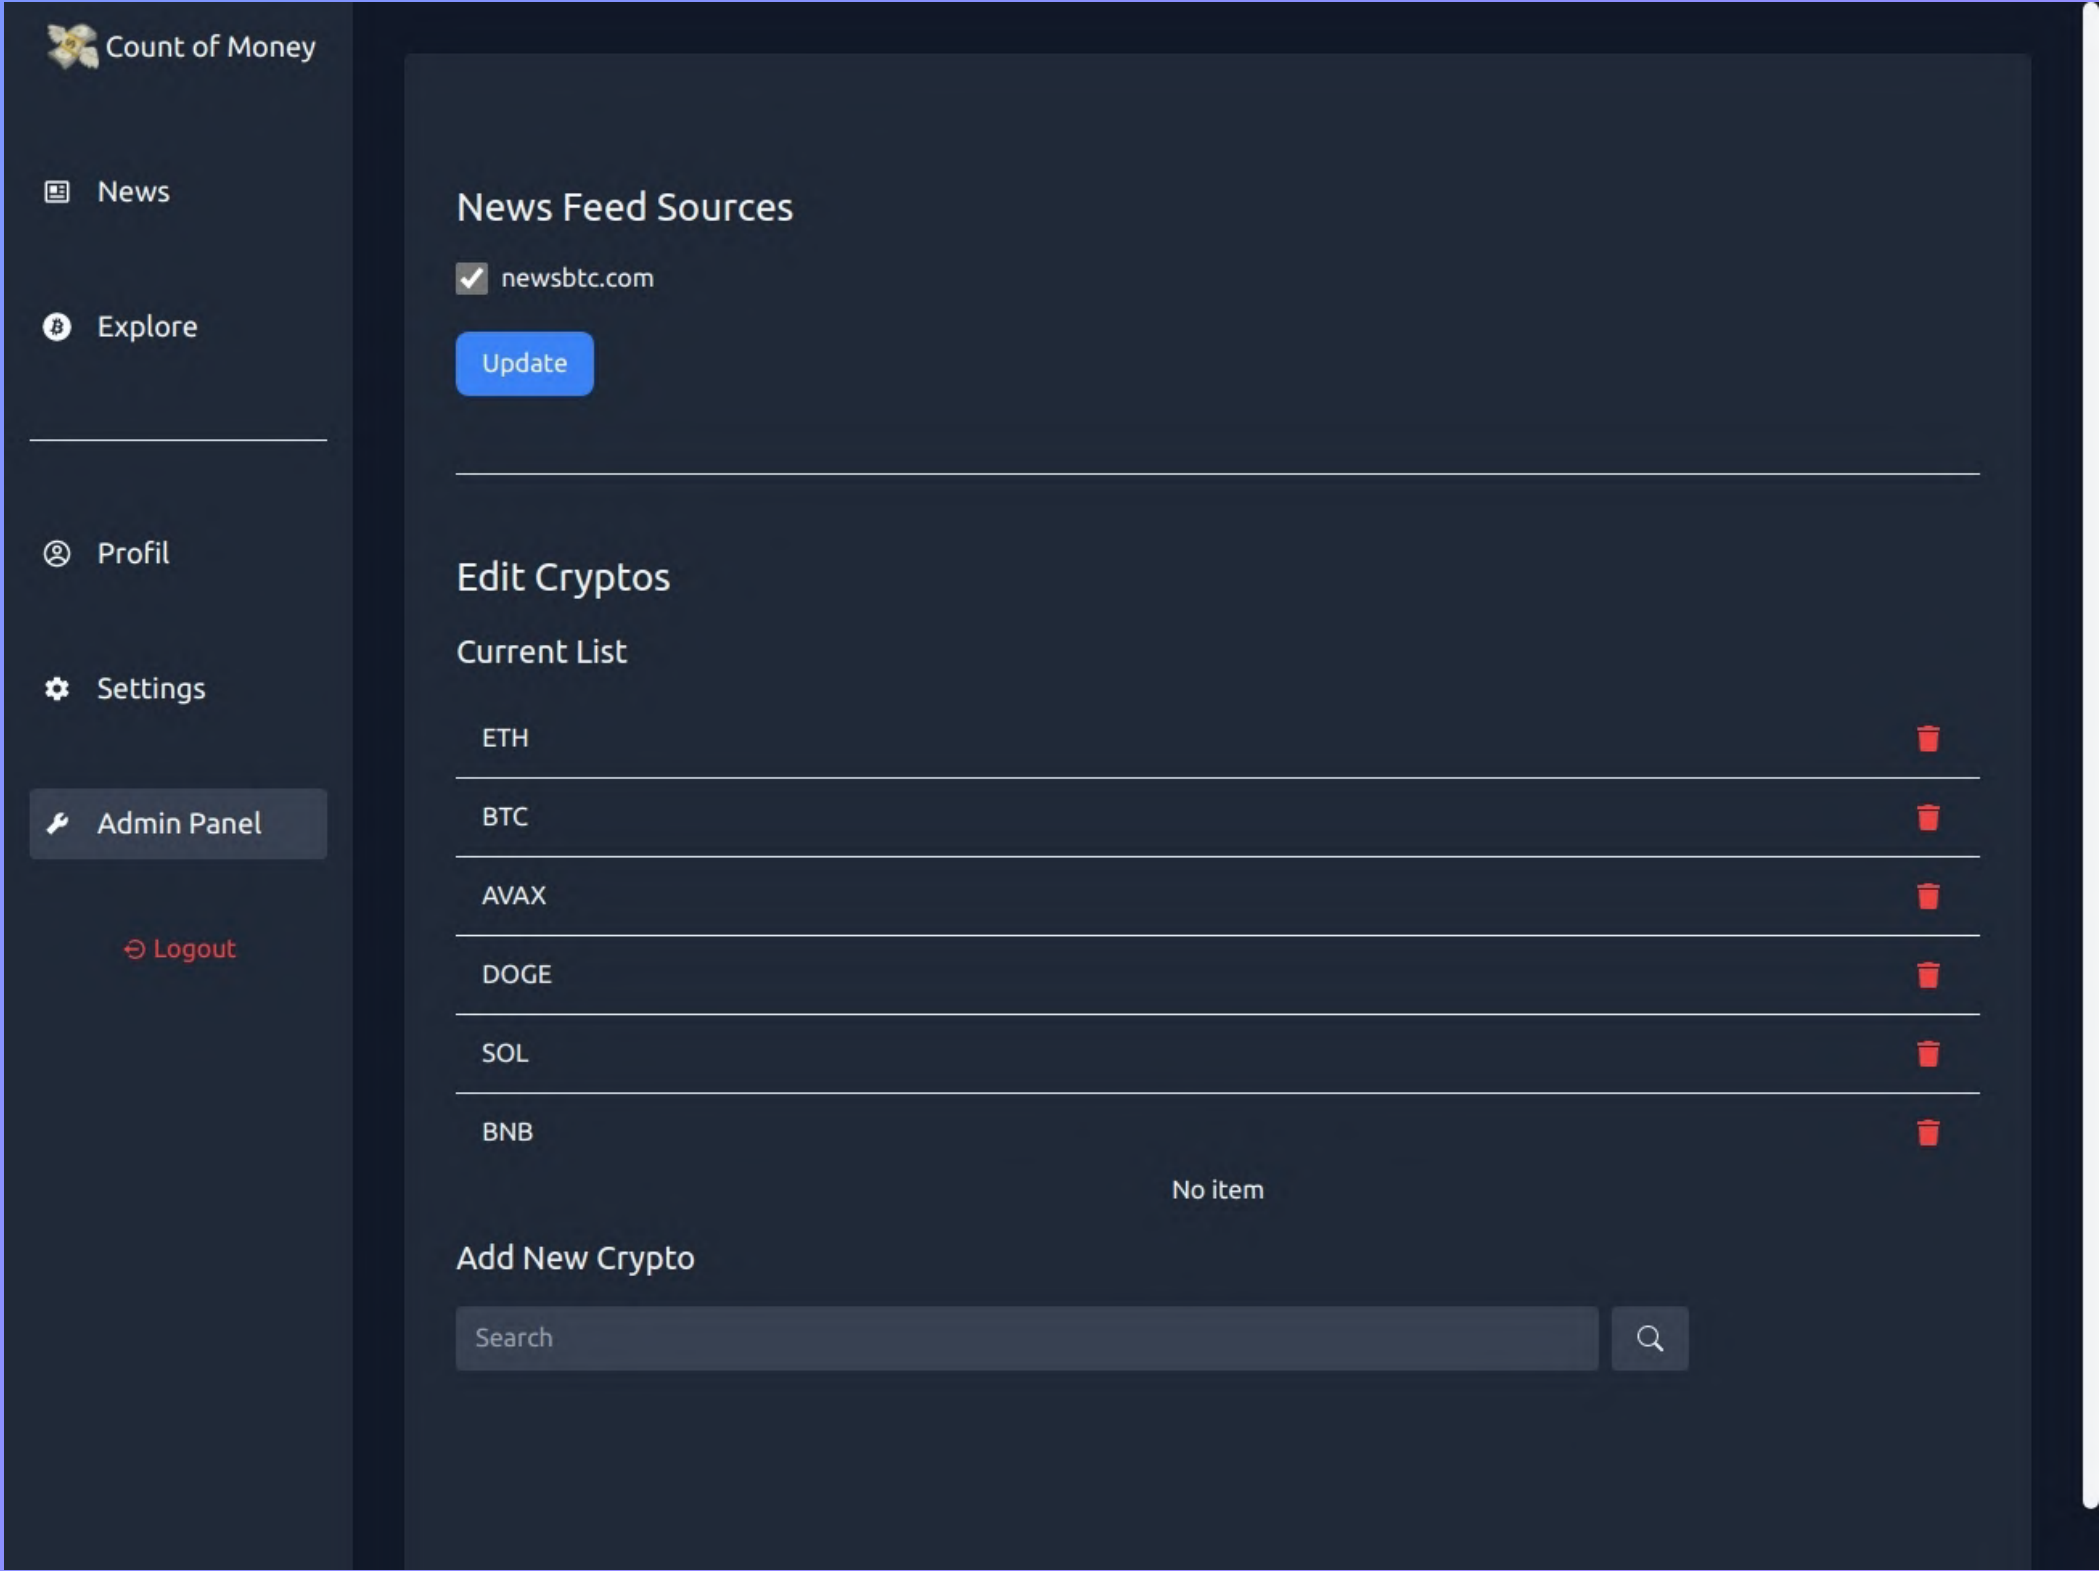 Count of Money
News
Explore
Profil
Settings
Admin Panel
Logout
News Feed Sources
newsbtc.com
Update
Edit Cryptos
Current List
ETH
BTC
AVAX
DOGE
SOL
BNB
No item
Add New Crypto
Search